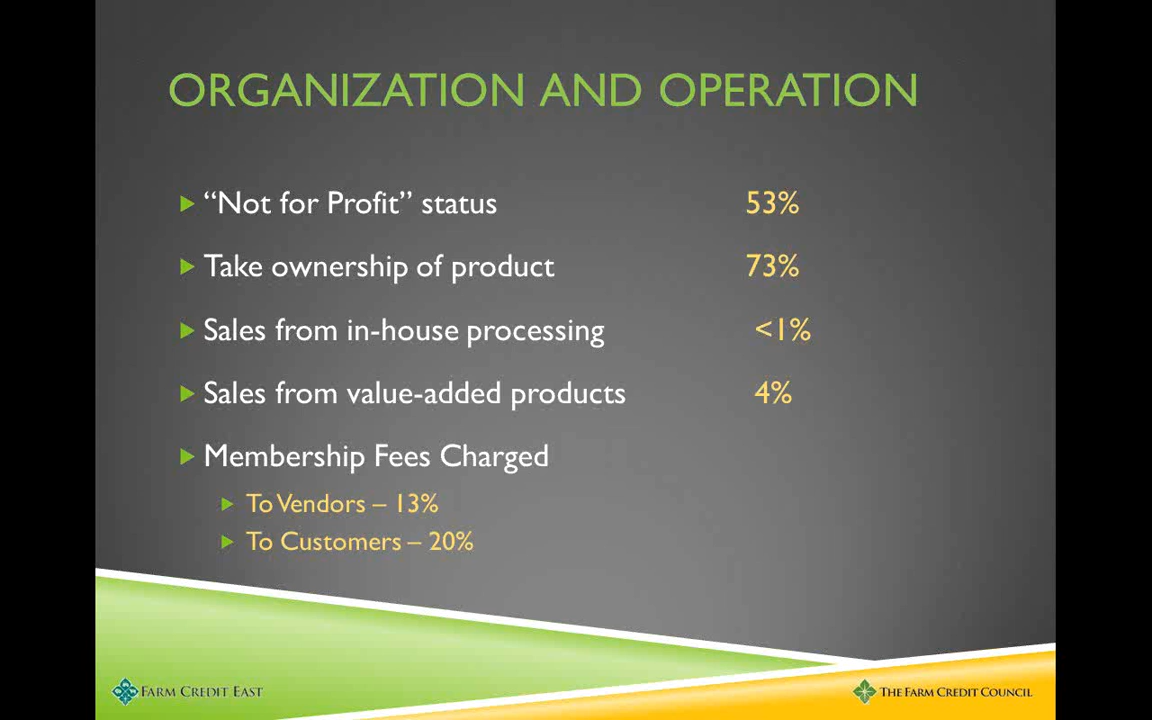 ORGANIZATION AND OPERATION
“Not for Profit” status 53%
Take ownership of product 73%
Sales from in-house processing <1%
Sales from value-added products 4%
Membership Fees Charged
To Vendors – 13%
To Customers – 20%
FARM CREDIT EAST
THE FARM CREDIT COUNCIL